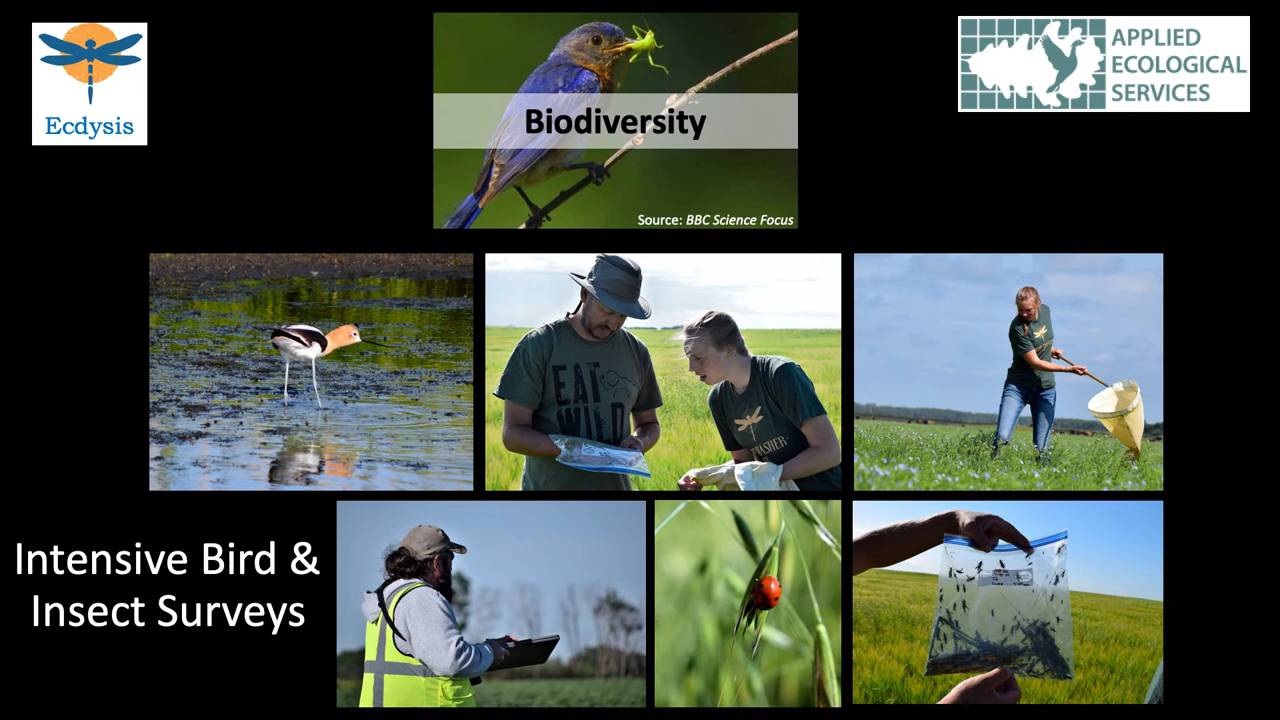 Ecdysis
Biodiversity
Source: BBC Science Focus
APPLIED
ECOLOGICAL
SERVICES
EAT
WILD
Intensive Bird &
Insect Surveys